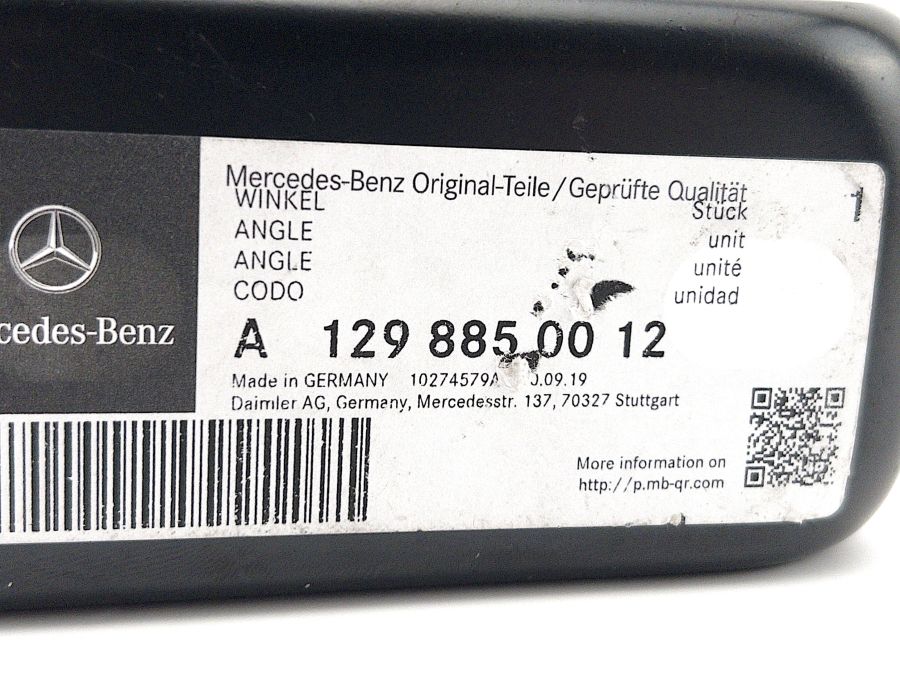 Mercedes-Benz Original-Teile/Geprüfte Qualität
WINKEL Stück 1
ANGLE unit
ANGLE unité
CODO unidad
cedes-Benz
A 129 885 00 12
Made in GERMANY 10274579A .09.19
Daimler AG, Germany, Mercedesstr. 137, 70327 Stuttgart
More information on
http://p.mb-qr.com